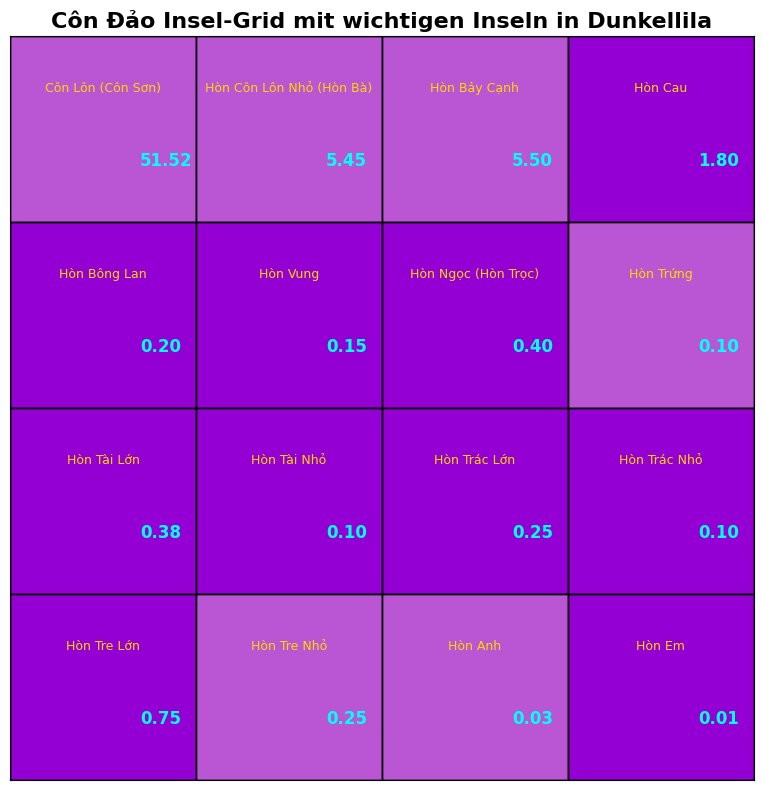 Côn Đảo Insel-Grid mit wichtigen Inseln in Dunkellila
Côn Lôn (Côn Sơn)
51.52
Hòn Côn Lôn Nhỏ (Hòn Bà)
5.45
Hòn Bảy Cạnh
5.50
Hòn Cau
1.80
Hòn Bông Lan
0.20
Hòn Vung
0.15
Hòn Ngọc (Hòn Trọc)
0.40
Hòn Trứng
0.10
Hòn Tài Lớn
0.38
Hòn Tài Nhỏ
0.10
Hòn Trác Lớn
0.25
Hòn Trác Nhỏ
0.10
Hòn Tre Lớn
0.75
Hòn Tre Nhỏ
0.25
Hòn Anh
0.03
Hòn Em
0.01